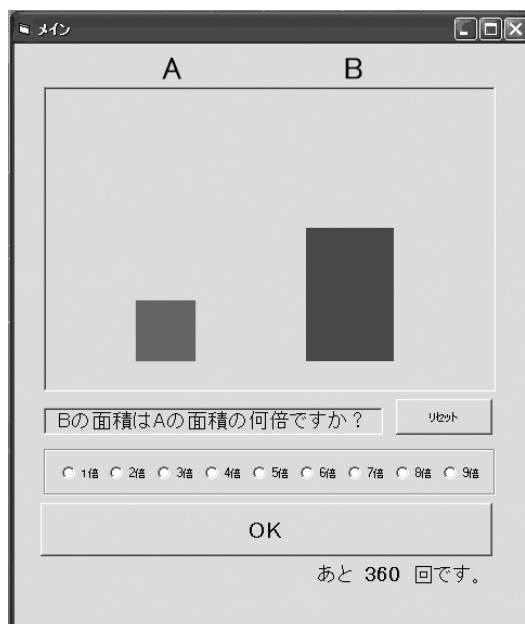 メイン
A B
Bの面積はAの面積の何倍ですか？ リセット
1倍 2倍 3倍 4倍 5倍 6倍 7倍 8倍 9倍
OK
あと 360 回です。